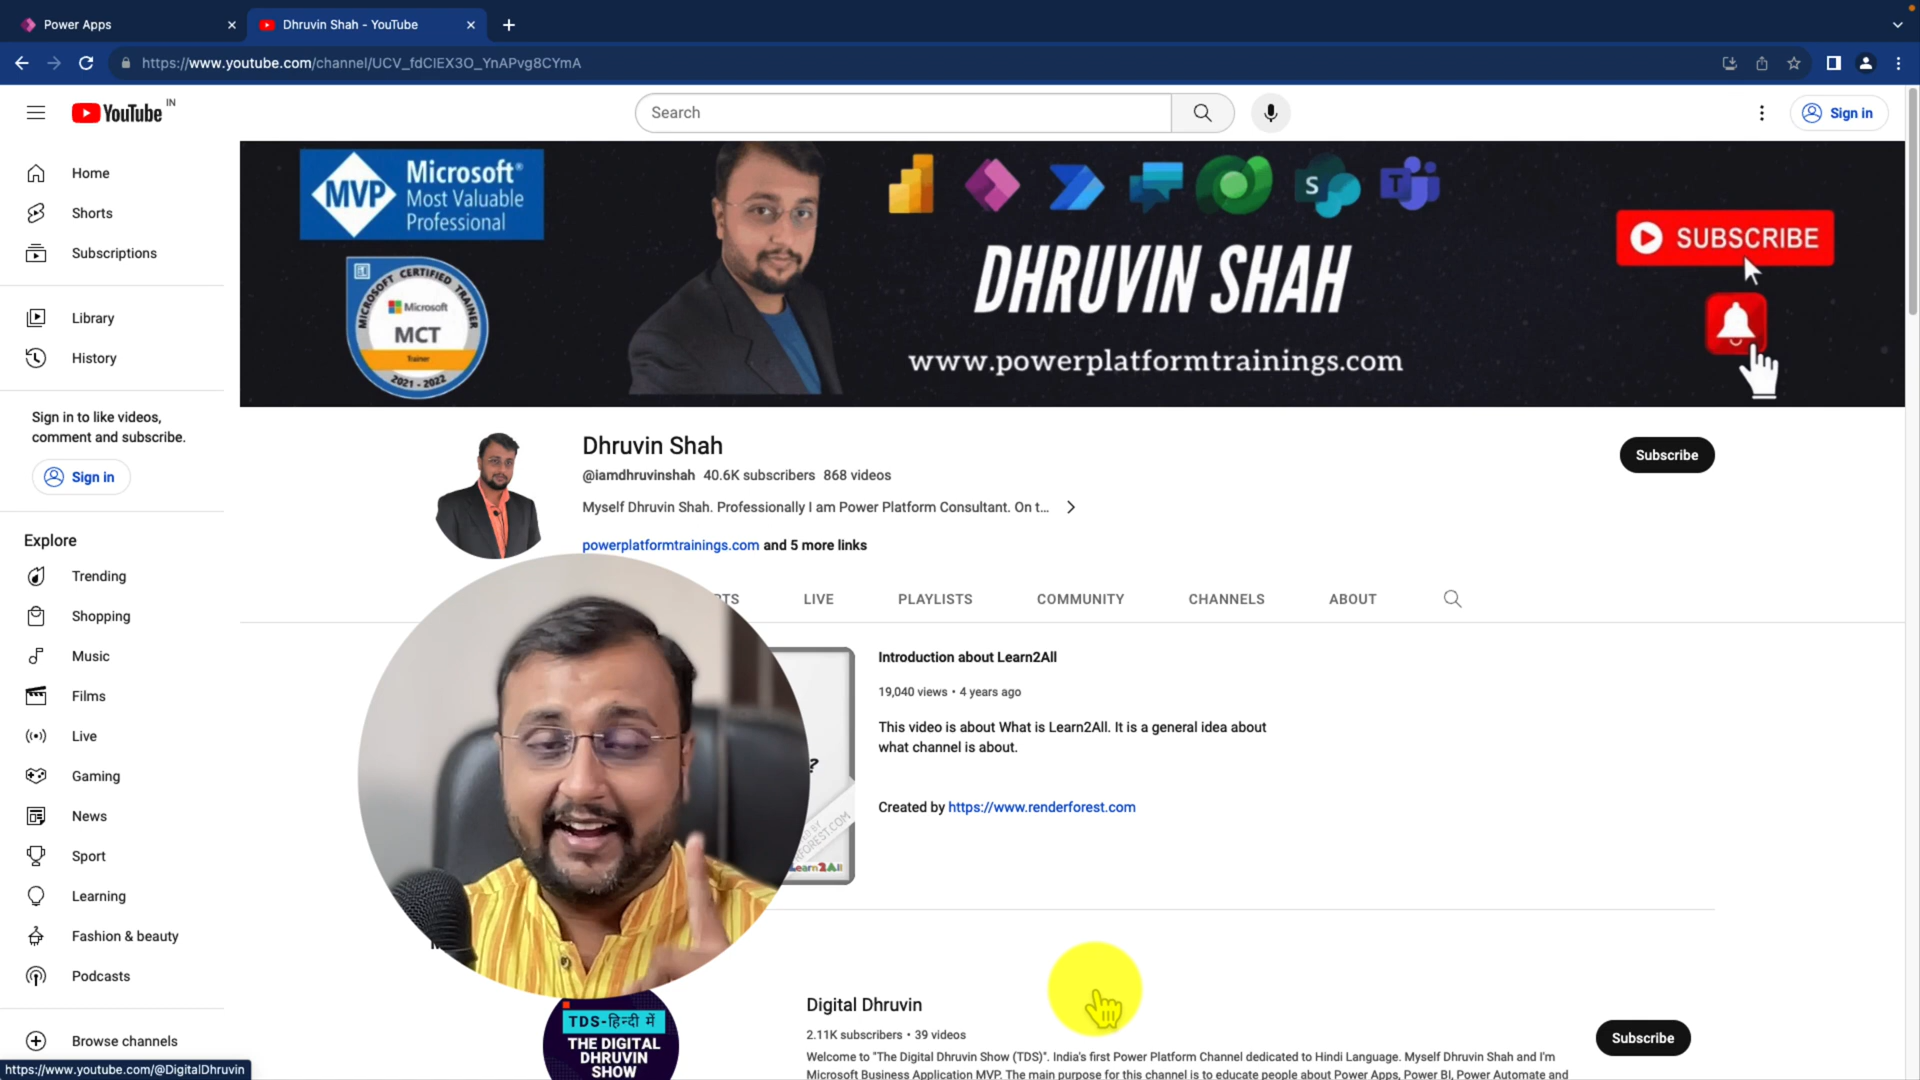 Power Apps
Dhruvin Shah - YouTube
https://www.youtube.com/channel/UCV_fdClEX3O_YnAPvg8CYmA
YouTube IN
Search
Sign in
Home
Shorts
Subscriptions
Library
History
Sign in to like videos,
comment and subscribe.
Sign in
Explore
Trending
Shopping
Music
Films
Live
Gaming
News
Sport
Learning
Fashion & beauty
Podcasts
Browse channels
https://www.youtube.com/@DigitalDhruvin
MVP
Microsoft®
Most Valuable
Professional
MICROSOFT CERTIFIED TRAINER
Microsoft
MCT
Trainer
2021 - 2022
S
T
DHRUVIN SHAH
www.powerplatformtrainings.com
SUBSCRIBE
Dhruvin Shah
@iamdhruvinshah 40.6K subscribers 868 videos
Myself Dhruvin Shah. Professionally I am Power Platform Consultant. On t...
powerplatformtrainings.com and 5 more links
Subscribe
LIVE
PLAYLISTS
COMMUNITY
CHANNELS
ABOUT
?
Learn2All
Introduction about Learn2All
19,040 views • 4 years ago
This video is about What is Learn2All. It is a general idea about
what channel is about.
Created by https://www.renderforest.com
TDS-हिन्दी में
THE DIGITAL
DHRUVIN
SHOW
Digital Dhruvin
2.11K subscribers • 39 videos
Welcome to "The Digital Dhruvin Show (TDS)". India's first Power Platform Channel dedicated to Hindi Language. Myself Dhruvin Shah and I'm
Microsoft Business Application MVP. The main purpose for this channel is to educate people about Power Apps, Power BI, Power Automate and
Subscribe